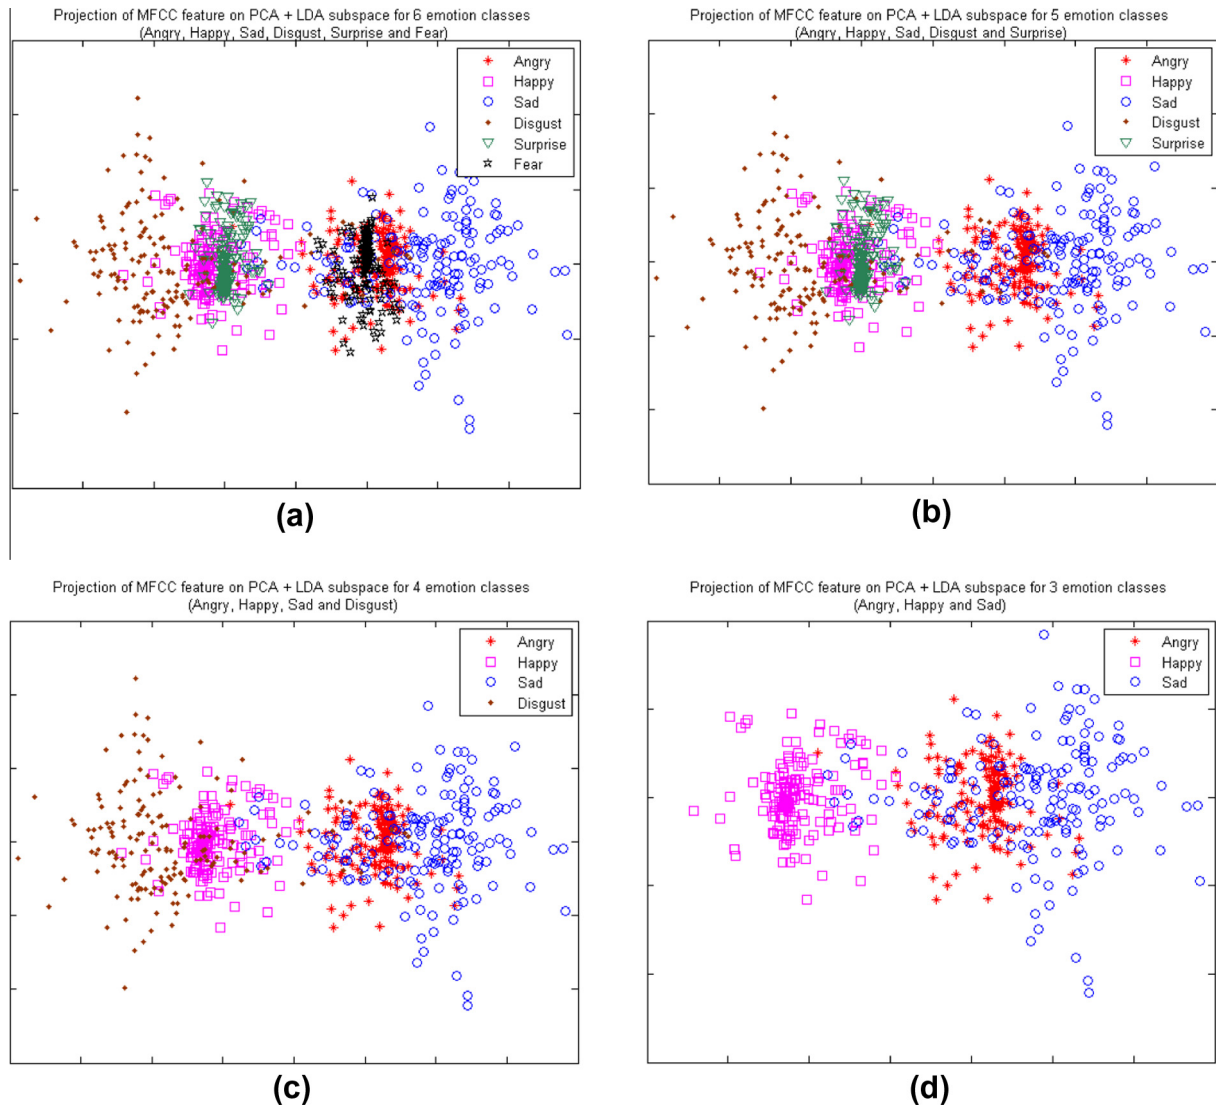 Projection of MFCC feature on PCA + LDA subspace for 6 emotion classes
(Angry, Happy, Sad, Disgust, Surprise and Fear)
Angry
Happy
Sad
Disgust
Surprise
Fear
(a)
Projection of MFCC feature on PCA + LDA subspace for 5 emotion classes
(Angry, Happy, Sad, Disgust and Surprise)
Angry
Happy
Sad
Disgust
Surprise
(b)
Projection of MFCC feature on PCA + LDA subspace for 4 emotion classes
(Angry, Happy, Sad and Disgust)
Angry
Happy
Sad
Disgust
(c)
Projection of MFCC feature on PCA + LDA subspace for 3 emotion classes
(Angry, Happy and Sad)
Angry
Happy
Sad
(d)